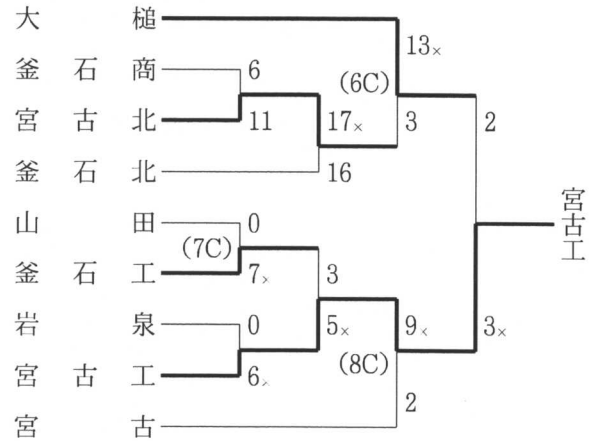 大槌
13×
釜石商
6
(6C)
宮古北
11
17×
3
2
釜石北
16
宮古工
山田
0
(7C)
釜石工
7×
3
岩泉
0
5×
9×
3×
宮古工
6×
(8C)
2
宮古